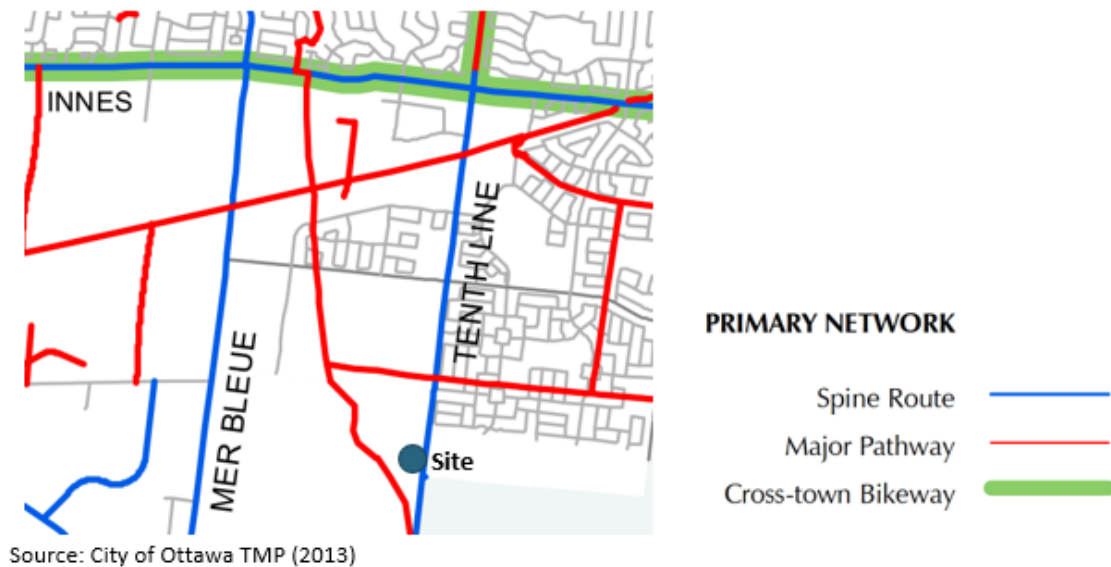 INNES
TENTH LINE
MER BLEUE
Site
PRIMARY NETWORK
Spine Route
Major Pathway
Cross-town Bikeway
Source: City of Ottawa TMP (2013)